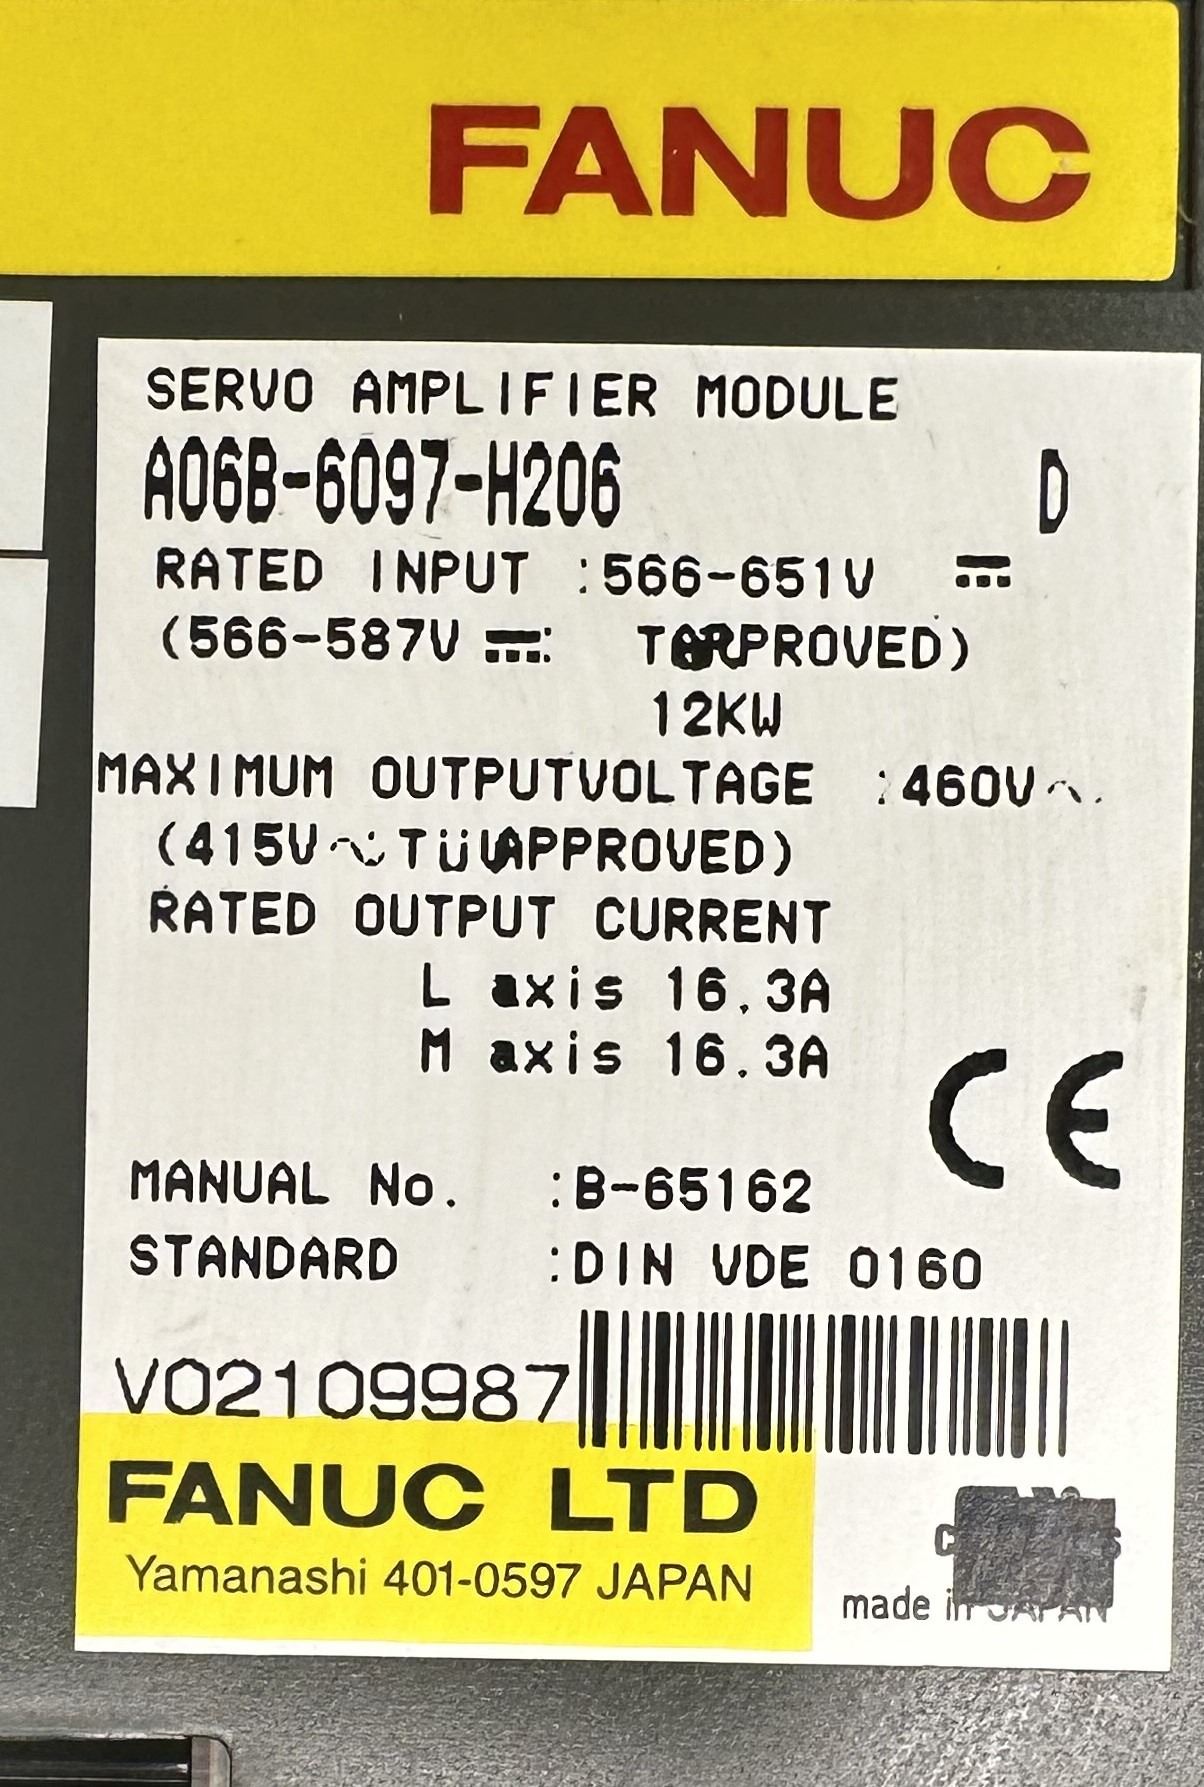 FANUC
SERVO AMPLIFIER MODULE
A06B-6097-H206 D
RATED INPUT :566-651V ⎓
(566-587V ⎓:
12KW
MAXIMUM OUTPUTVOLTAGE :460V~
(415V~ TÜVAPPROVED)
RATED OUTPUT CURRENT
L axis 16.3A
M axis 16.3A
CE
MANUAL No. :B-65162
STANDARD :DIN VDE 0160
V02109987
FANUC LTD
Yamanashi 401-0597 JAPAN
made in JAPAN